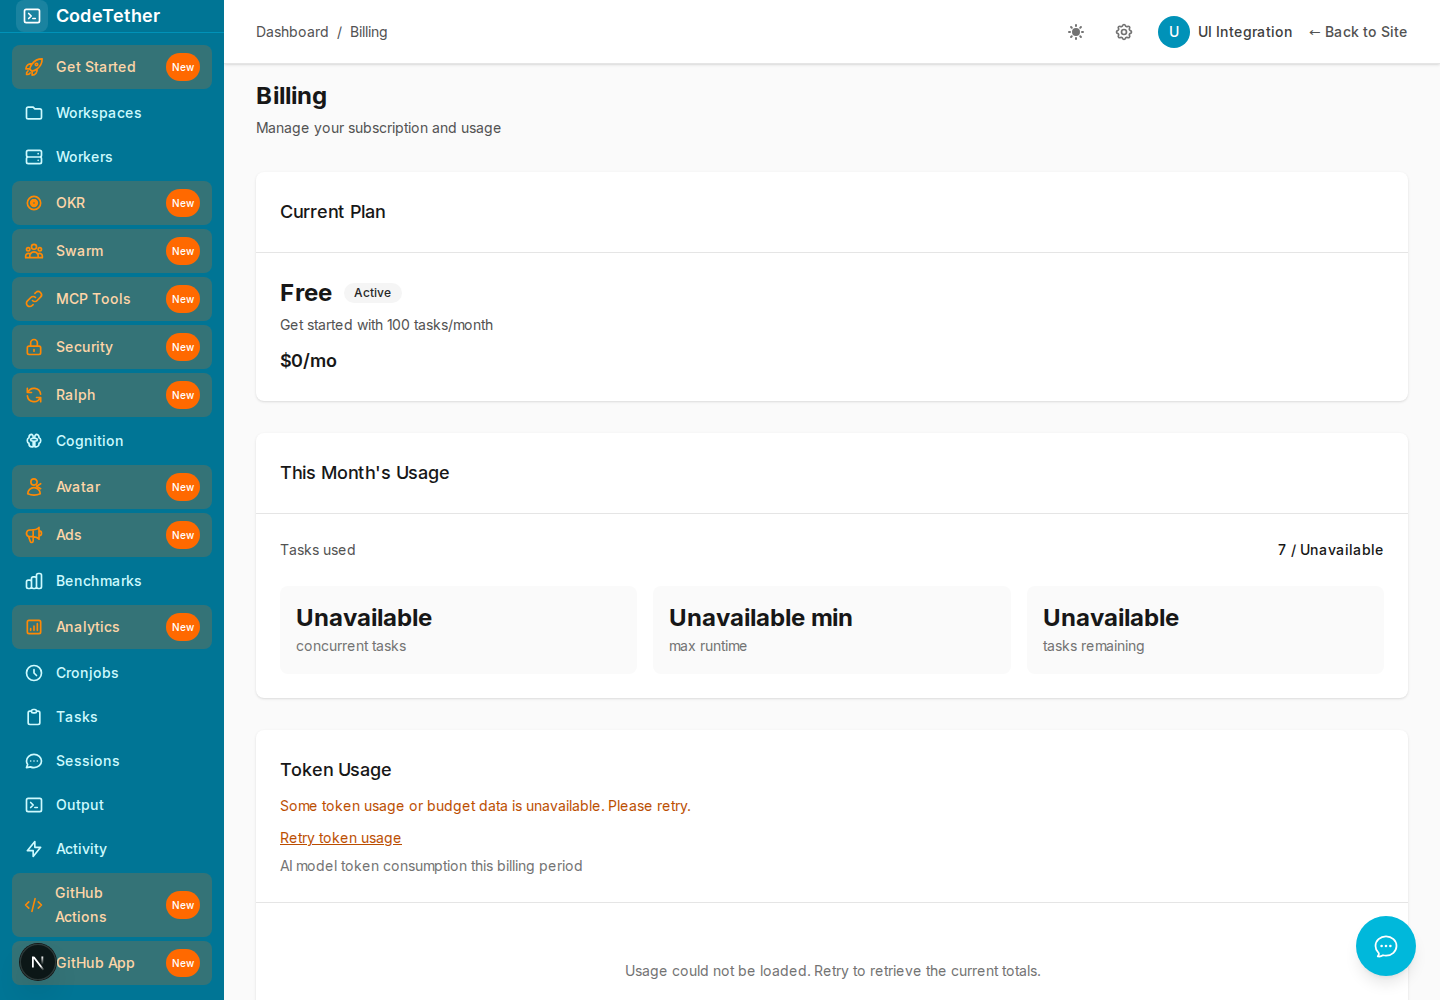 CodeTether
Get Started New
Workspaces
Workers
OKR New
Swarm New
MCP Tools New
Security New
Ralph New
Cognition
Avatar New
Ads New
Benchmarks
Analytics New
Cronjobs
Tasks
Sessions
Output
Activity
GitHub
Actions New
GitHub App New
N
Dashboard / Billing
U UI Integration ← Back to Site
Billing
Manage your subscription and usage
Current Plan
Free Active
Get started with 100 tasks/month
$0/mo
This Month's Usage
Tasks used 7 / Unavailable
Unavailable Unavailable min Unavailable
concurrent tasks max runtime tasks remaining
Token Usage
Some token usage or budget data is unavailable. Please retry.
Retry token usage
AI model token consumption this billing period
Usage could not be loaded. Retry to retrieve the current totals.